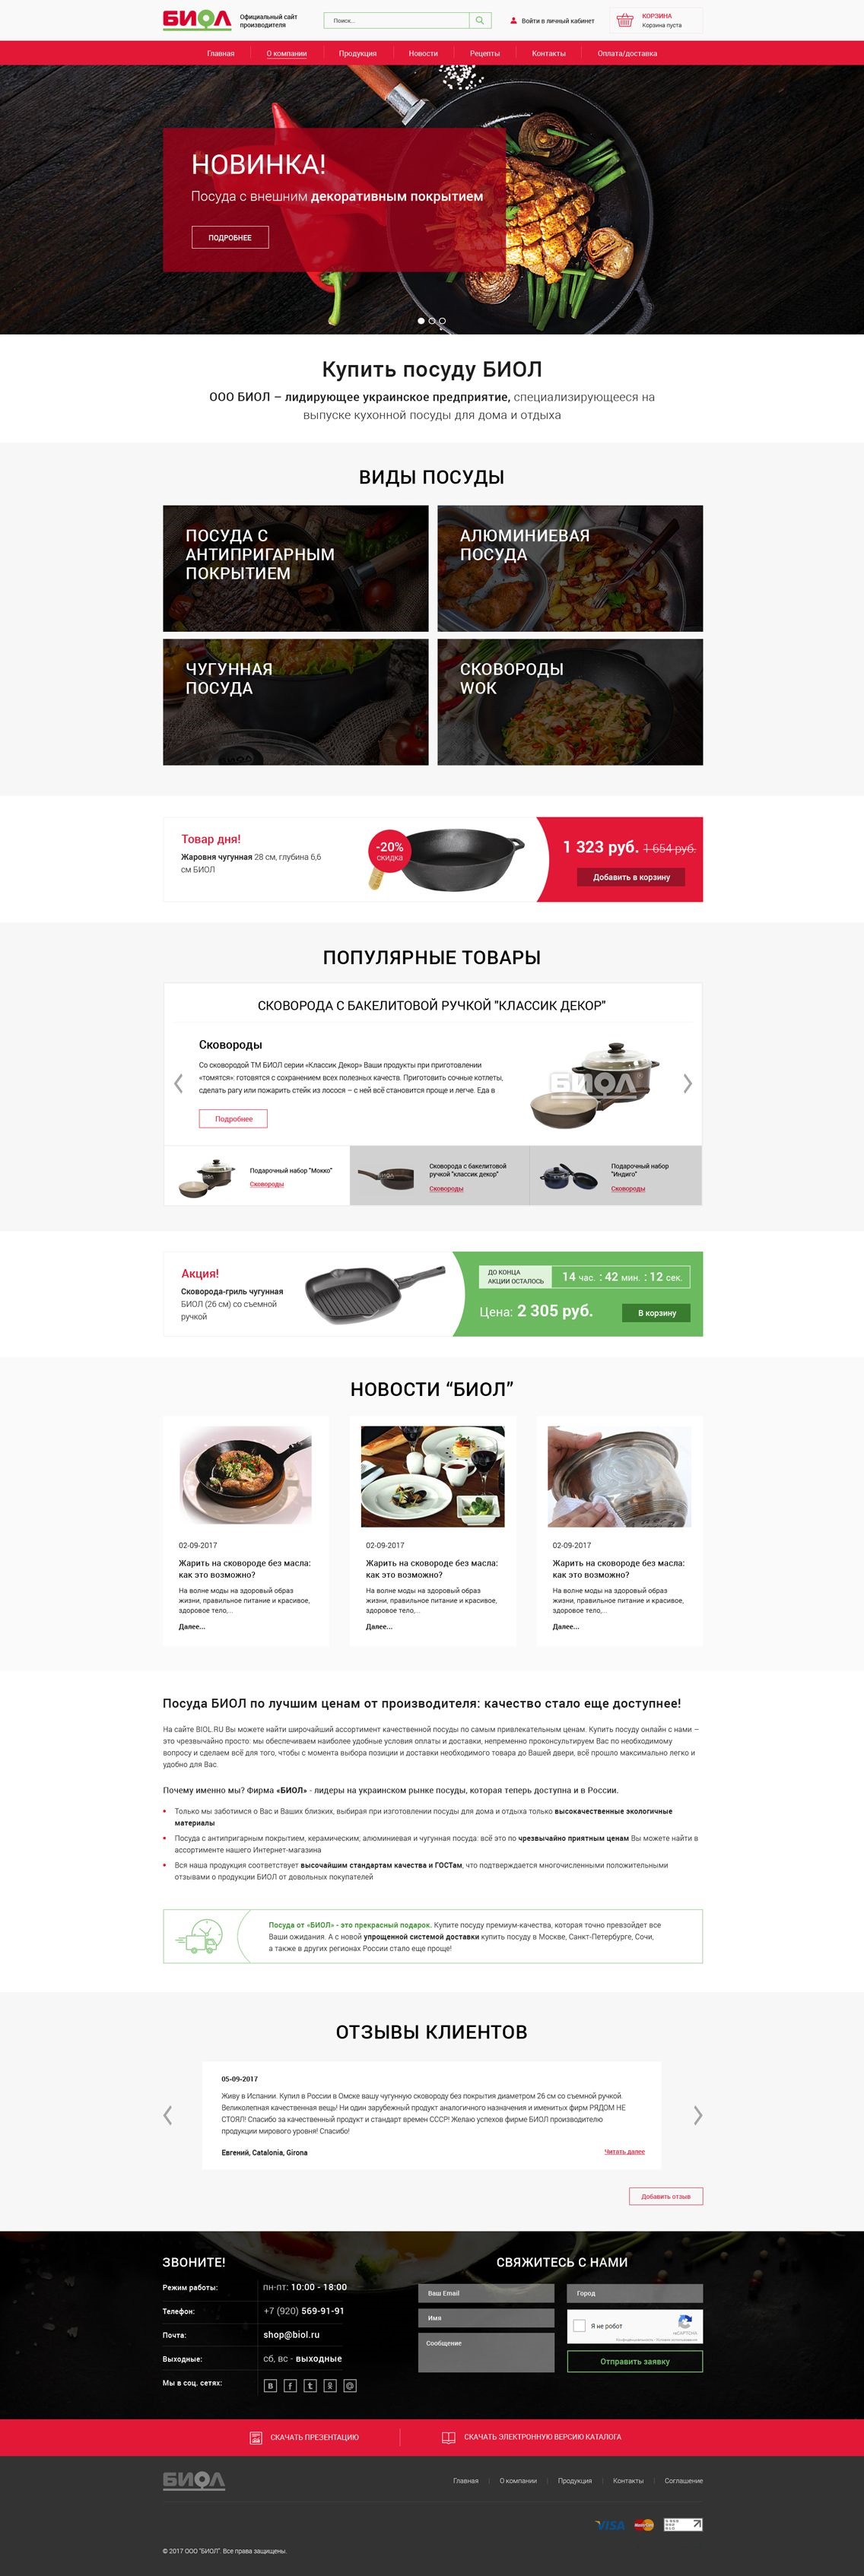 БИОЛ
Официальный сайт
производителя
Поиск...
Войти в личный кабинет
КОРЗИНА
Корзина пуста
Главная
О компании
Продукция
Новости
Рецепты
Контакты
Оплата/доставка
НОВИНКА!
Посуда с внешним декоративным покрытием
ПОДРОБНЕЕ
Купить посуду БИОЛ
ООО БИОЛ – лидирующее украинское предприятие, специализирующееся на
выпуске кухонной посуды для дома и отдыха
ВИДЫ ПОСУДЫ
ПОСУДА С
АНТИПРИГАРНЫМ
ПОКРЫТИЕМ
АЛЮМИНИЕВАЯ
ПОСУДА
ЧУГУННАЯ
ПОСУДА
СКОВОРОДЫ
WOK
Товар дня!
Жаровня чугунная 28 см, глубина 6,6
см БИОЛ
-20%
СКИДКА
1 323 руб. 1 654 руб.
Добавить в корзину
ПОПУЛЯРНЫЕ ТОВАРЫ
СКОВОРОДА С БАКЕЛИТОВОЙ РУЧКОЙ "КЛАССИК ДЕКОР"
Сковороды
Со сковородой ТМ БИОЛ серии «Классик Декор» Ваши продукты при приготовлении
«томятся»: готовятся с сохранением всех полезных качеств. Приготовить сочные котлеты,
сделать рагу или пожарить стейк из лосося – с ней всё становится проще и легче. Еда в
Подробнее
БИОЛ
Подарочный набор "Мокко"
Сковороды
Сковорода с бакелитовой
ручкой "классик декор"
Сковороды
Подарочный набор
"Индиго"
Сковороды
Акция!
Сковорода-гриль чугунная
БИОЛ (26 см) со съемной
ручкой
ДО КОНЦА
АКЦИИ ОСТАЛОСЬ
14 час. : 42 мин. : 12 сек.
Цена: 2 305 руб.
В корзину
НОВОСТИ “БИОЛ”
02-09-2017
Жарить на сковороде без масла:
как это возможно?
На волне моды на здоровый образ
жизни, правильное питание и красивое,
здоровое тело,...
Далее...
02-09-2017
Жарить на сковороде без масла:
как это возможно?
На волне моды на здоровый образ
жизни, правильное питание и красивое,
здоровое тело,...
Далее...
02-09-2017
Жарить на сковороде без масла:
как это возможно?
На волне моды на здоровый образ
жизни, правильное питание и красивое,
здоровое тело,...
Далее...
Посуда БИОЛ по лучшим ценам от производителя: качество стало еще доступнее!
На сайте BIOL.RU Вы можете найти широчайший ассортимент качественной посуды по самым привлекательным ценам. Купить посуду онлайн с нами –
это чрезвычайно просто: мы обеспечиваем наиболее удобные условия оплаты и доставки, непременно проконсультируем Вас по необходимому
вопросу и сделаем всё для того, чтобы с момента выбора позиции и доставки необходимого товара до Вашей двери, всё прошло максимально легко и
удобно для Вас.
Почему именно мы? Фирма «БИОЛ» - лидеры на украинском рынке посуды, которая теперь доступна и в России.
Только мы заботимся о Вас и Ваших близких, выбирая при изготовлении посуды для дома и отдыха только высокачественные экологичные
материалы
Посуда с антипригарным покрытием, керамическим; алюминиевая и чугунная посуда: всё это по чрезвычайно приятным ценам Вы можете найти в
ассортименте нашего Интернет-магазина
Вся наша продукция соответствует высочайшим стандартам качества и ГОСТам, что подтверждается многочисленными положительными
отзывами о продукции БИОЛ от довольных покупателей
Посуда от «БИОЛ» - это прекрасный подарок. Купите посуду премиум-качества, которая точно превзойдет все
Ваши ожидания. А с новой упрощенной системой доставки купить посуду в Москве, Санкт-Петербурге, Сочи,
а также в других регионах России стало еще проще!
ОТЗЫВЫ КЛИЕНТОВ
05-09-2017
Живу в Испании. Купил в России в Омске вашу чугунную сковороду без покрытия диаметром 26 см со съемной ручкой.
Великолепная качественная вещь! Ни один зарубежный продукт аналогичного назначения и именитых фирм РЯДОМ НЕ
СТОЯЛ! Спасибо за качественный продукт и стандарт времен СССР! Желаю успехов фирме БИОЛ производителю
продукции мирового уровня! Спасибо!
Евгений, Catalonia, Girona
Читать далее
Добавить отзыв
ЗВОНИТЕ!
Режим работы:
пн-пт: 10:00 - 18:00
Телефон:
+7 (920) 569-91-91
Почта:
shop@biol.ru
Выходные:
сб, вс - выходные
Мы в соц. сетях:
СВЯЖИТЕСЬ С НАМИ
Ваш Email
Город
Имя
Сообщение
Я не робот
reCAPTCHA
Отправить заявку
СКАЧАТЬ ПРЕЗЕНТАЦИЮ
СКАЧАТЬ ЭЛЕКТРОННУЮ ВЕРСИЮ КАТАЛОГА
БИОЛ
Главная
О компании
Продукция
Контакты
Соглашение
VISA
MasterCard
© 2017 ООО "БИОЛ". Все права защищены.